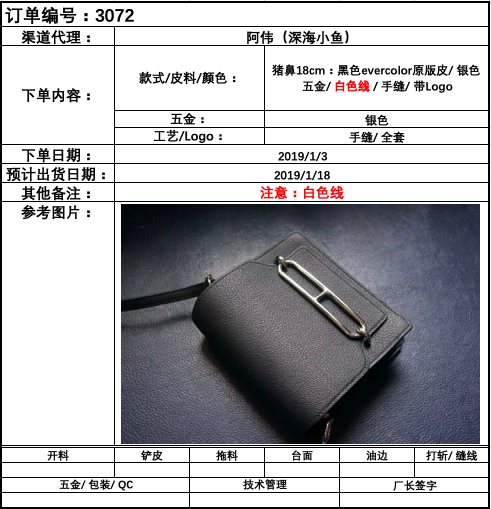 订单编号：3072
渠道代理： 阿伟（深海小鱼）
下单内容： 款式/皮料/颜色： 猪鼻18cm：黑色evercolor原版皮/ 银色
五金/ 白色线 / 手缝/ 带Logo
五金： 银色
工艺/Logo： 手缝/ 全套
下单日期： 2019/1/3
预计出货日期： 2019/1/18
其他备注： 注意：白色线
参考图片：
开料 铲皮 拖料 台面 油边 打斩/ 缝线
五金/ 包装/ QC 技术管理 厂长签字